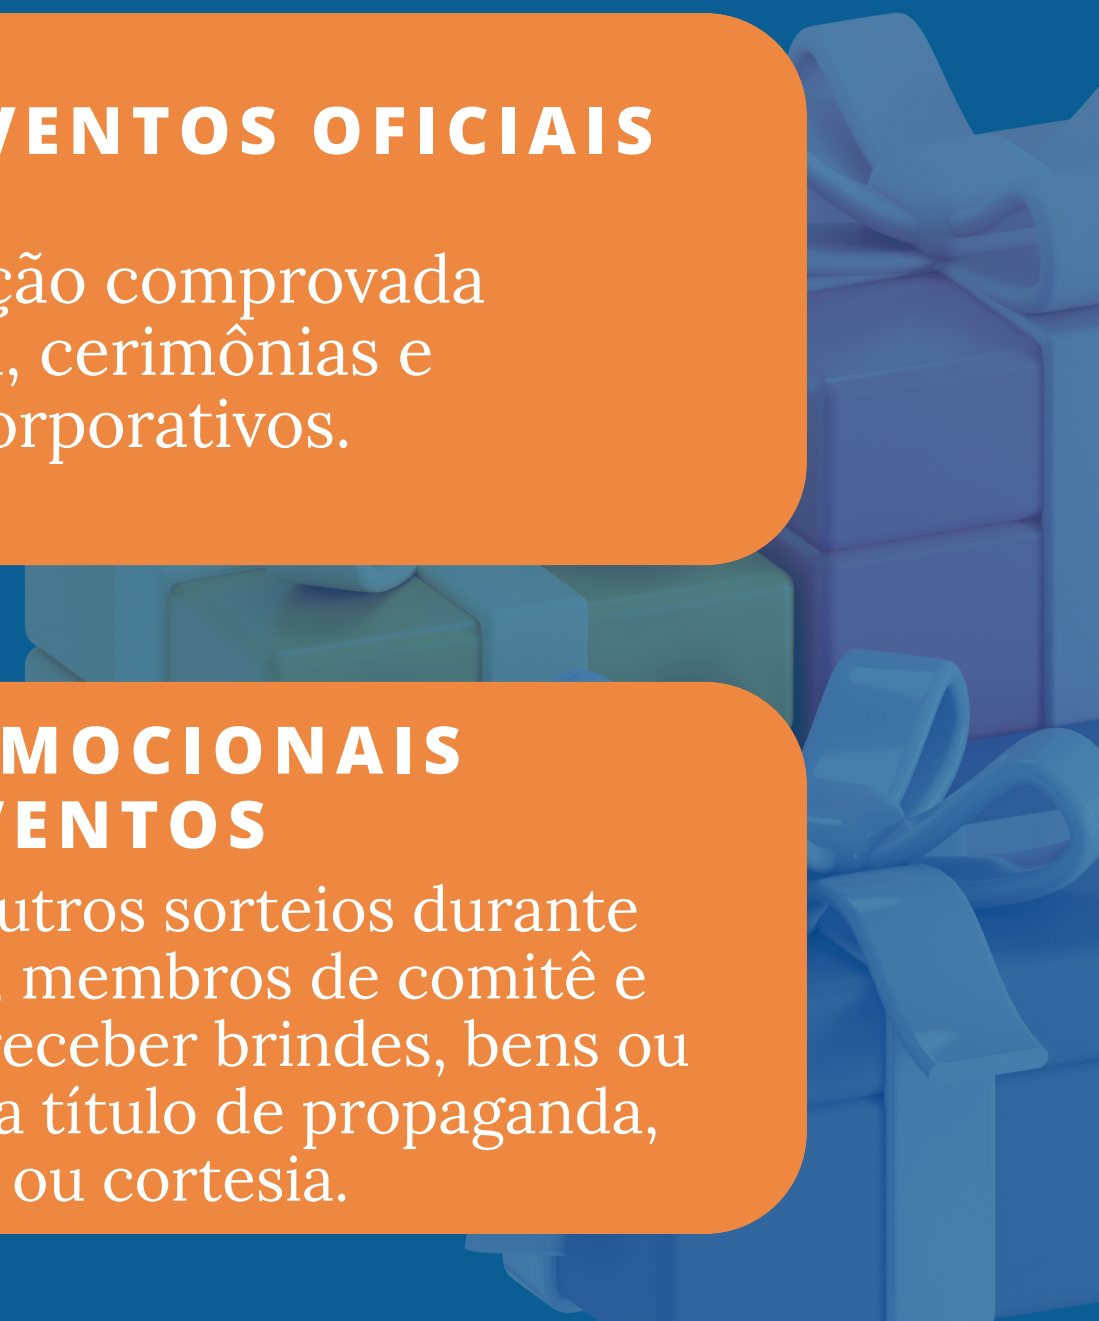 VENTOS OFICIAIS
ção comprovada
, cerimônias e
orporativos.
MOCIONAIS
VENTOS
utros sorteios durante
, membros de comitê e
receber brindes, bens ou
a título de propaganda,
ou cortesia.